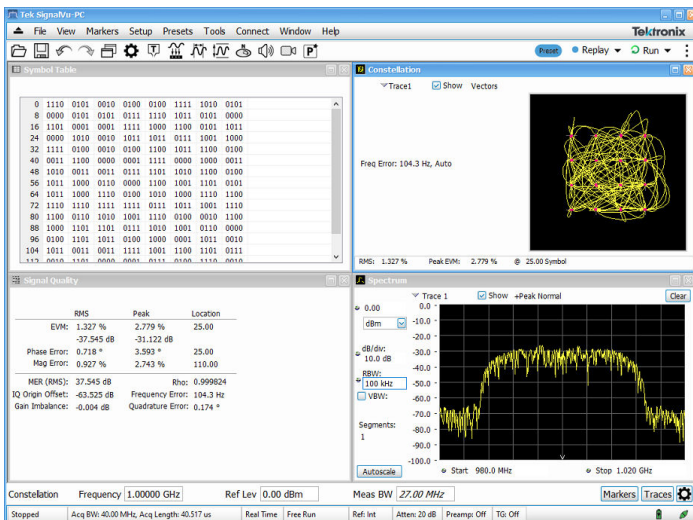 Tek SignalVu-PC
File View Markers Setup Presets Tools Connect Window Help
Tektronix
Preset Replay Run
Symbol Table
0 1110 0101 0010 0100 0100 1111 1010 0101
8 0000 0101 0101 0111 1110 1011 0101 0000
16 1101 0001 0001 1111 1000 1100 0101 1011
24 0000 1010 0010 1011 1011 0111 1001 1000
32 1111 0100 0010 0100 1100 1011 1100 0100
40 0011 1100 0000 0001 1111 0000 1000 0011
48 1010 0011 0011 0111 1101 1010 1100 0100
56 1011 1000 0110 0000 1100 1001 1101 0101
64 1011 1000 1110 0100 1010 1000 1110 1100
72 1110 1110 1111 1111 0111 1011 1001 1110
80 1100 0110 1010 1001 1110 0100 0010 1100
88 1000 1101 1101 0111 1010 1001 0110 0000
96 0100 1101 1011 0100 1000 0001 1011 0010
104 1011 0011 0011 1111 1001 1100 1101 0111
Constellation
Trace1 Show Vectors
Freq Error: 104.3 Hz, Auto
RMS: 1.327 % Peak EVM: 2.779 % @ 25.00 Symbol
Signal Quality
RMS Peak Location
EVM: 1.327 % 2.779 % 25.00
-37.545 dB -31.122 dB
Phase Error: 0.718 ° 3.593 ° 25.00
Mag Error: 0.927 % 2.743 % 110.00
MER (RMS): 37.545 dB Rho: 0.999824
IQ Origin Offset: -63.525 dB Frequency Error: 104.3 Hz
Gain Imbalance: -0.004 dB Quadrature Error: 0.174 °
Spectrum
Trace 1 Show +Peak Normal Clear
0.00
dBm
dB/div:
10.0 dB
RBW:
100 kHz
VBW:
Segments:
1
Autoscale
0.0
-10.0
-20.0
-30.0
-40.0
-50.0
-60.0
-70.0
-80.0
-90.0
-100.0
Start 980.0 MHz Stop 1.020 GHz
Constellation Frequency 1.00000 GHz Ref Lev 0.00 dBm Meas BW 27.00 MHz Markers Traces
Stopped Acq BW: 40.00 MHz, Acq Length: 40.517 us Real Time Free Run Ref: Int Atten: 20 dB Preamp: Off TG: Off